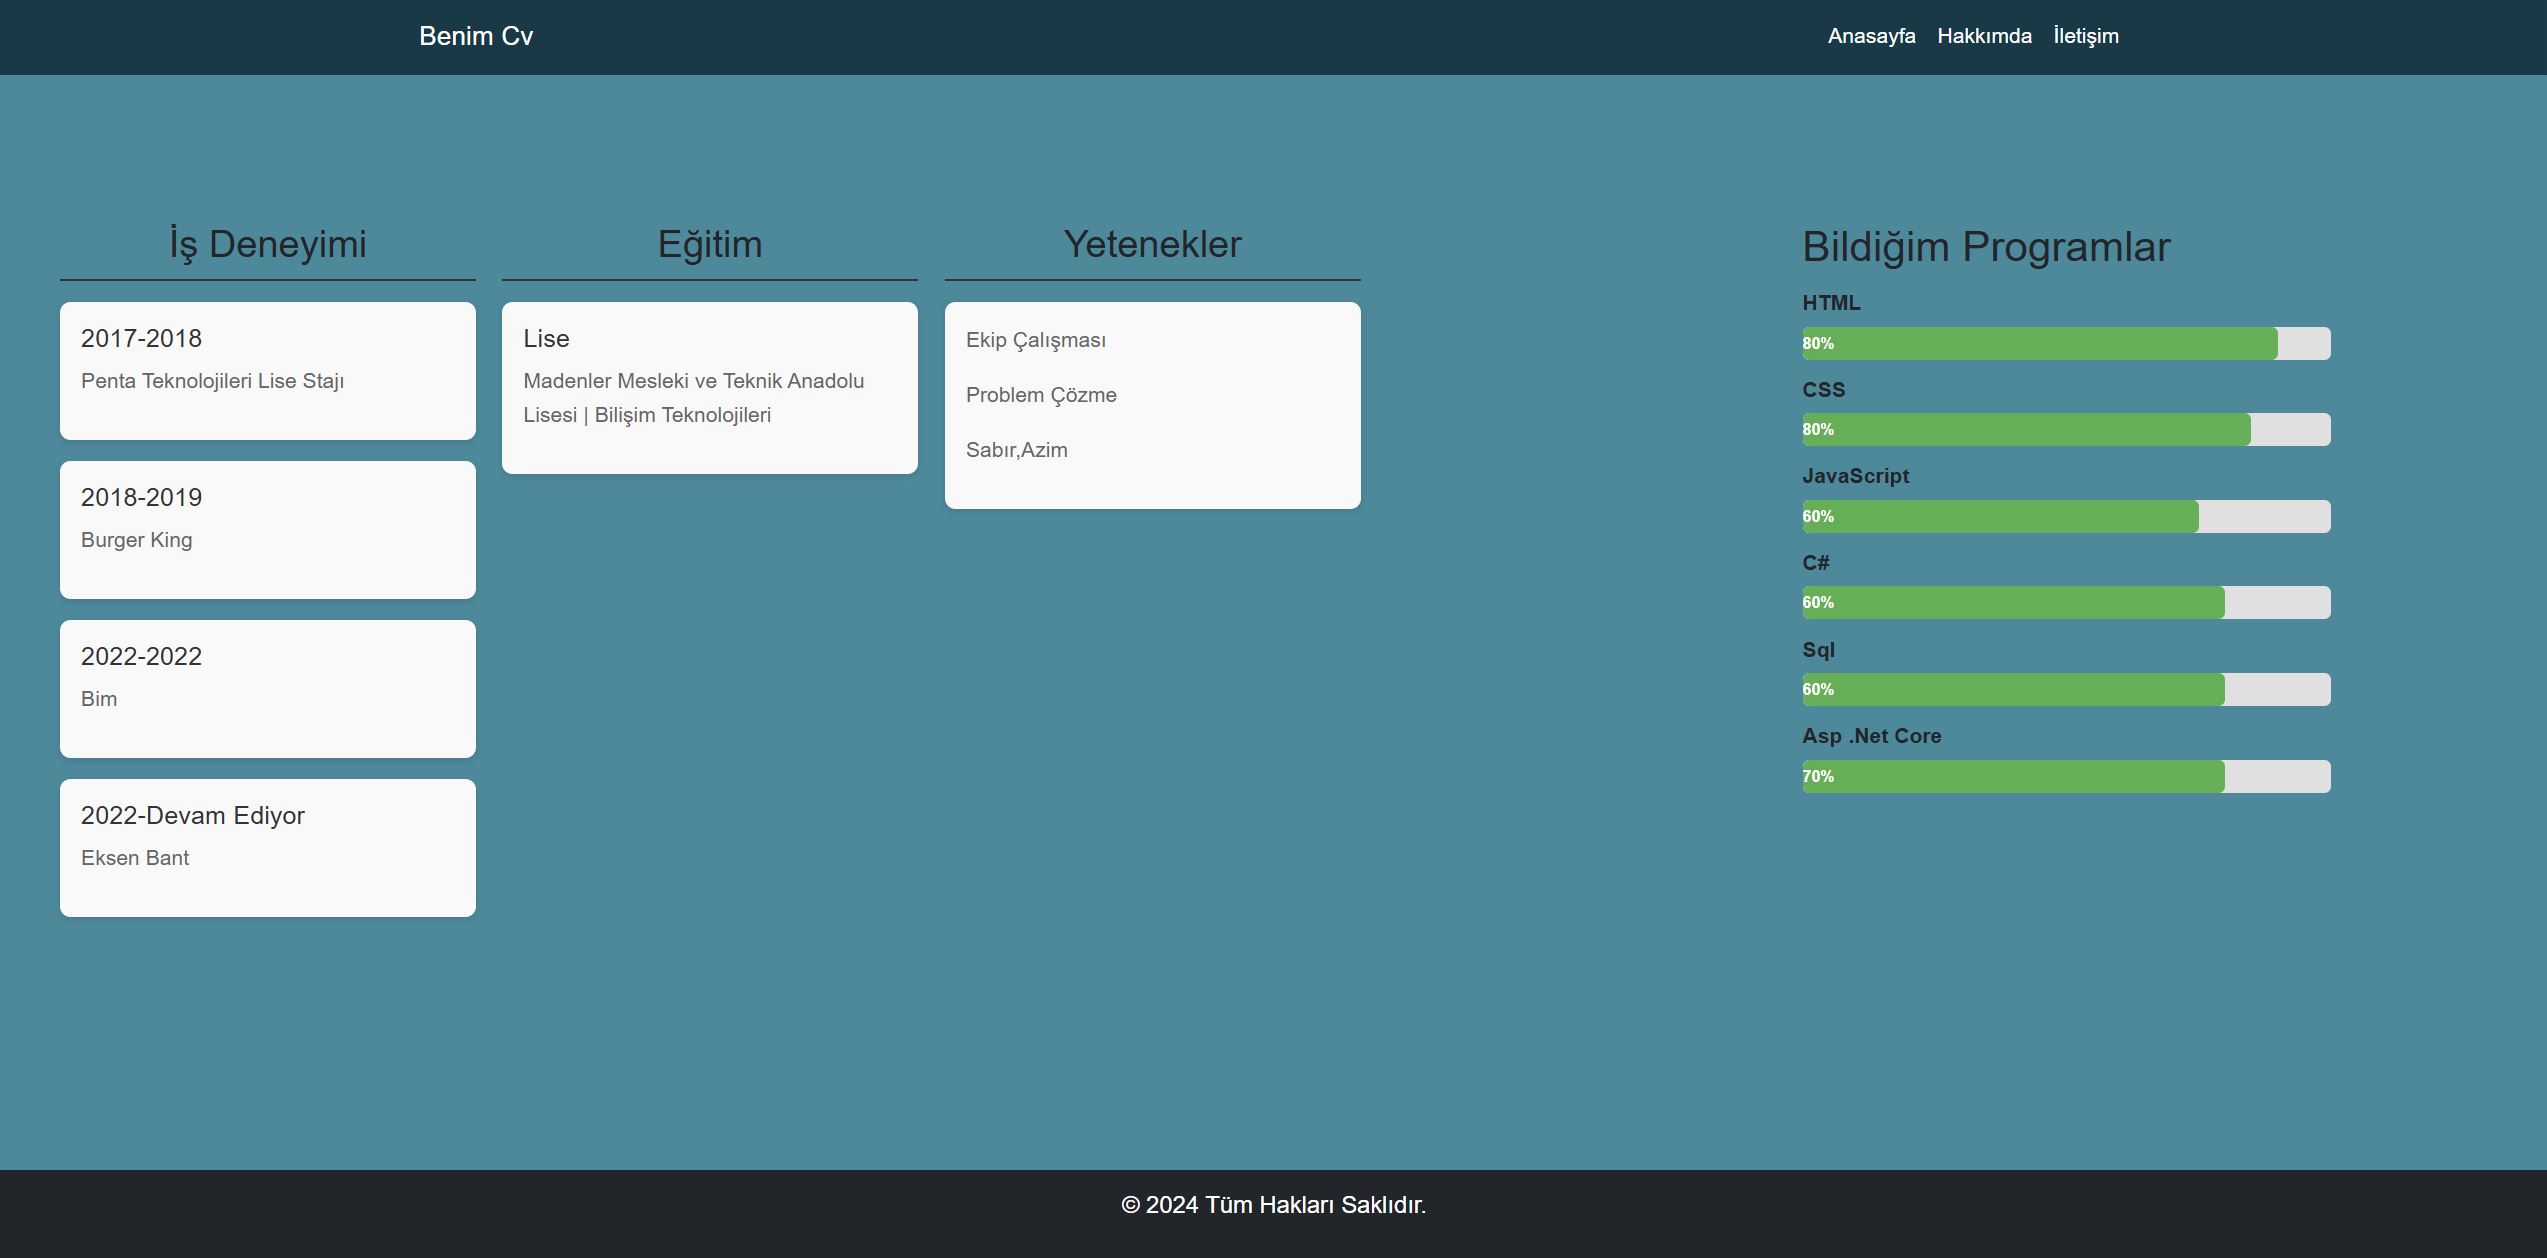 Benim Cv
Anasayfa Hakkımda İletişim
İş Deneyimi
2017-2018
Penta Teknolojileri Lise Stajı
2018-2019
Burger King
2022-2022
Bim
2022-Devam Ediyor
Eksen Bant
Eğitim
Lise
Madenler Mesleki ve Teknik Anadolu
Lisesi | Bilişim Teknolojileri
Yetenekler
Ekip Çalışması
Problem Çözme
Sabır,Azim
Bildiğim Programlar
HTML
80%
CSS
80%
JavaScript
60%
C#
60%
Sql
60%
Asp .Net Core
70%
© 2024 Tüm Hakları Saklıdır.